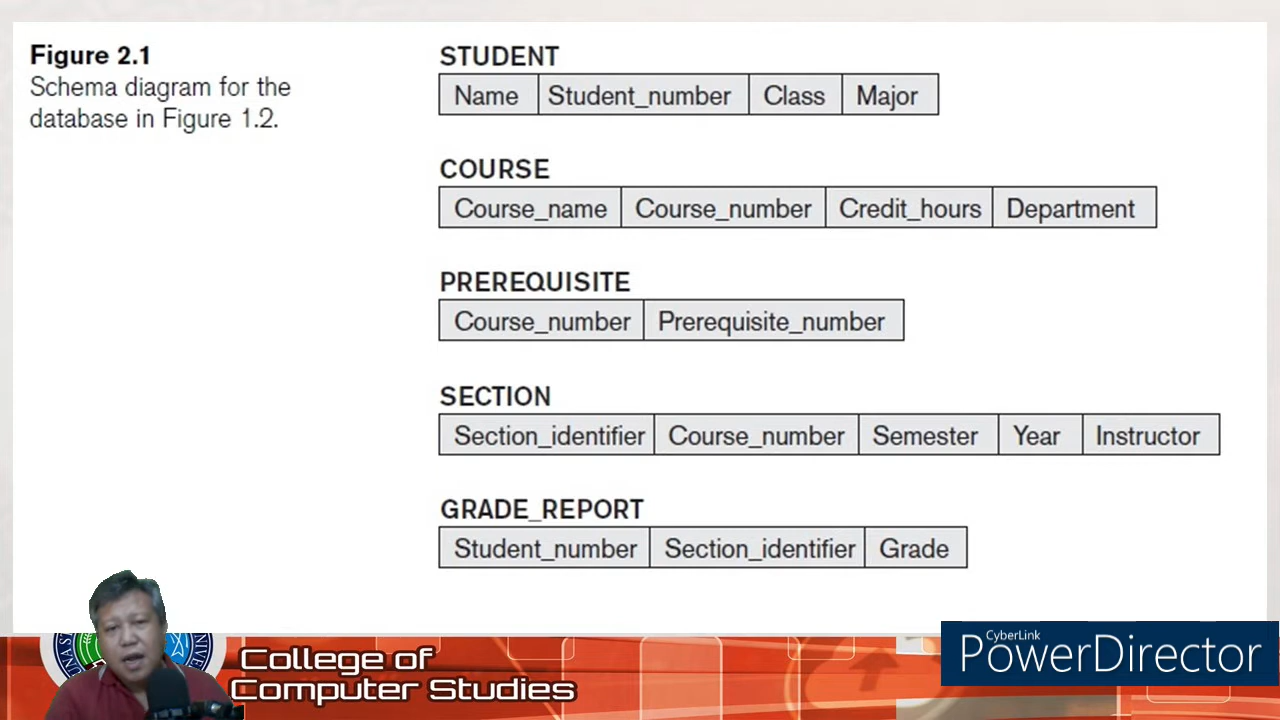 Figure 2.1
Schema diagram for the
database in Figure 1.2.
STUDENT
Name Student_number Class Major
COURSE
Course_name Course_number Credit_hours Department
PREREQUISITE
Course_number Prerequisite_number
SECTION
Section_identifier Course_number Semester Year Instructor
GRADE_REPORT
Student_number Section_identifier Grade
College of
Computer Studies
CyberLink
PowerDirector